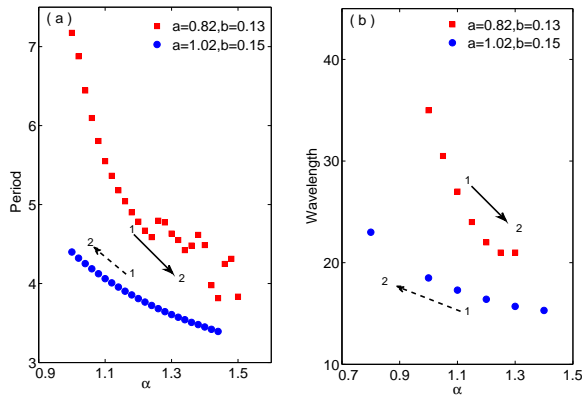 ( a )
a=0.82,b=0.13
a=1.02,b=0.15
7
6
5
4
3
Period
1
2
2
1
0.9
1.1
1.3
1.5
α
( b )
a=0.82,b=0.13
a=1.02,b=0.15
40
30
20
10
Wavelength
1
2
2
1
0.7
0.9
1.1
1.3
1.5
α